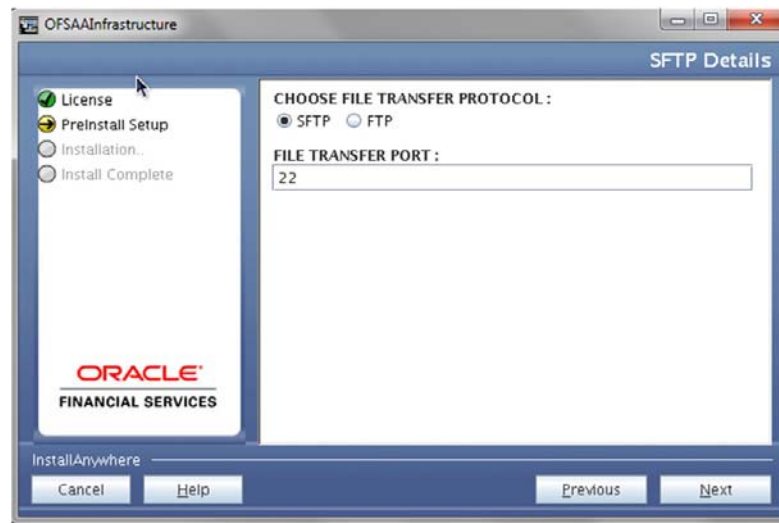 OFSAAInfrastructure
SFTP Details
License
PreInstall Setup
Installation..
Install Complete
ORACLE®
FINANCIAL SERVICES
CHOOSE FILE TRANSFER PROTOCOL :
SFTP FTP
FILE TRANSFER PORT :
22
InstallAnywhere
Cancel Help Previous Next